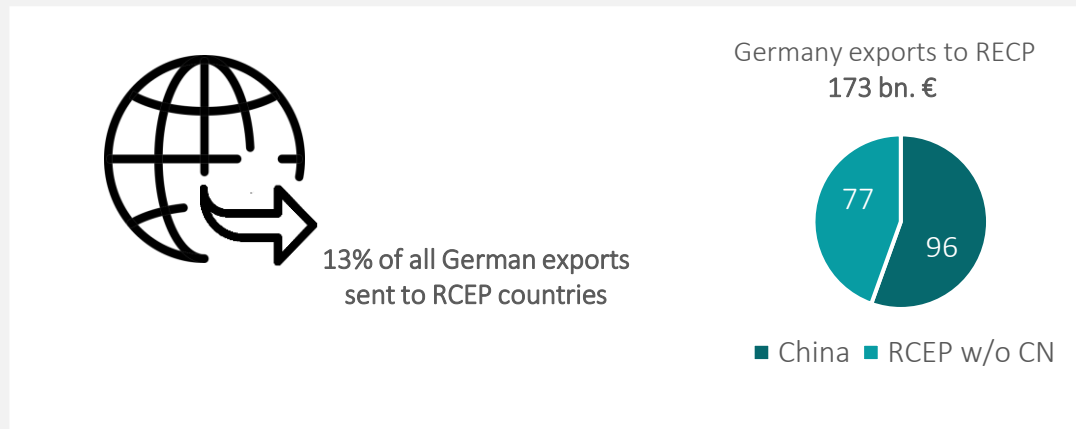 13% of all German exports
sent to RCEP countries
Germany exports to RECP
173 bn. €
77
96
China RCEP w/o CN